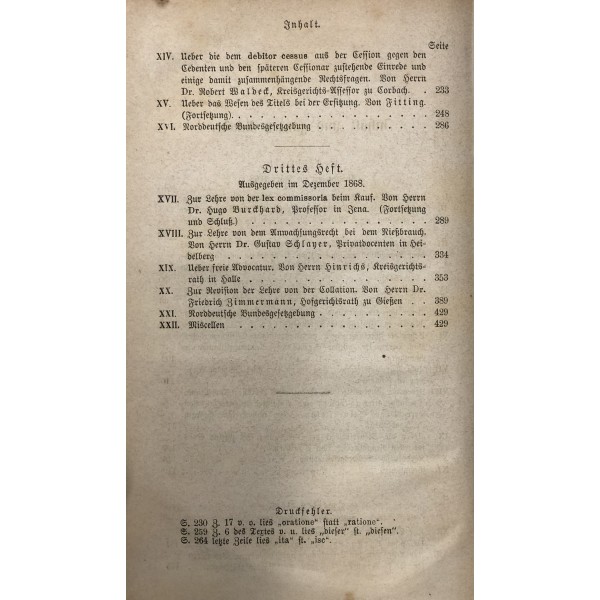 Inhalt.
Seite
XIV. Ueber die dem debitor cessus aus der Cession gegen den
Cedenten und den späteren Cessionar zustehende Einrede und
einige damit zusammenhängende Rechtsfragen. Von Herrn
Dr. Robert Waldeck, Kreisgerichts-Assessor zu Corbach. . 233
XV. Ueber das Wesen des Titels bei der Ersitzung. Von Fitting.
(Fortsetzung). . . . . . . . . . . . . . . . . . 248
XVI. Norddeutsche Bundesgesetzgebung . . . . . . . . . . 286
Drittes Heft.
Ausgegeben im Dezember 1868.
XVII. Zur Lehre von der lex commissoria beim Kauf. Von Herrn
Dr. Hugo Burckhard, Professor in Jena. (Fortsetzung
und Schluß.) . . . . . . . . . . . . . . . . . 289
XVIII. Zur Lehre von dem Anwachsungsrecht bei dem Nießbrauch.
Von Herrn Dr. Gustav Schlayer, Privatdocenten in Hei-
delberg . . . . . . . . . . . . . . . . . . . 334
XIX. Ueber freie Advocatur. Von Herrn Hinrichs, Kreisgerichts-
rath in Halle . . . . . . . . . . . . . . . . . 353
XX. Zur Revision der Lehre von der Collation. Von Herrn Dr.
Friedrich Zimmermann, Hofgerichtsrath zu Gießen . . 389
XXI. Norddeutsche Bundesgesetzgebung . . . . . . . . . . 429
XXII. Miscellen . . . . . . . . . . . . . . . . . . 429
Druckfehler.
S. 230 Z. 17 v. o. lies „oratione“ statt „ratione“.
S. 259 Z. 6 des Textes v. u. lies „dieser“ st. „diesen“.
S. 264 letzte Zeile lies „ita“ st. „isc“.